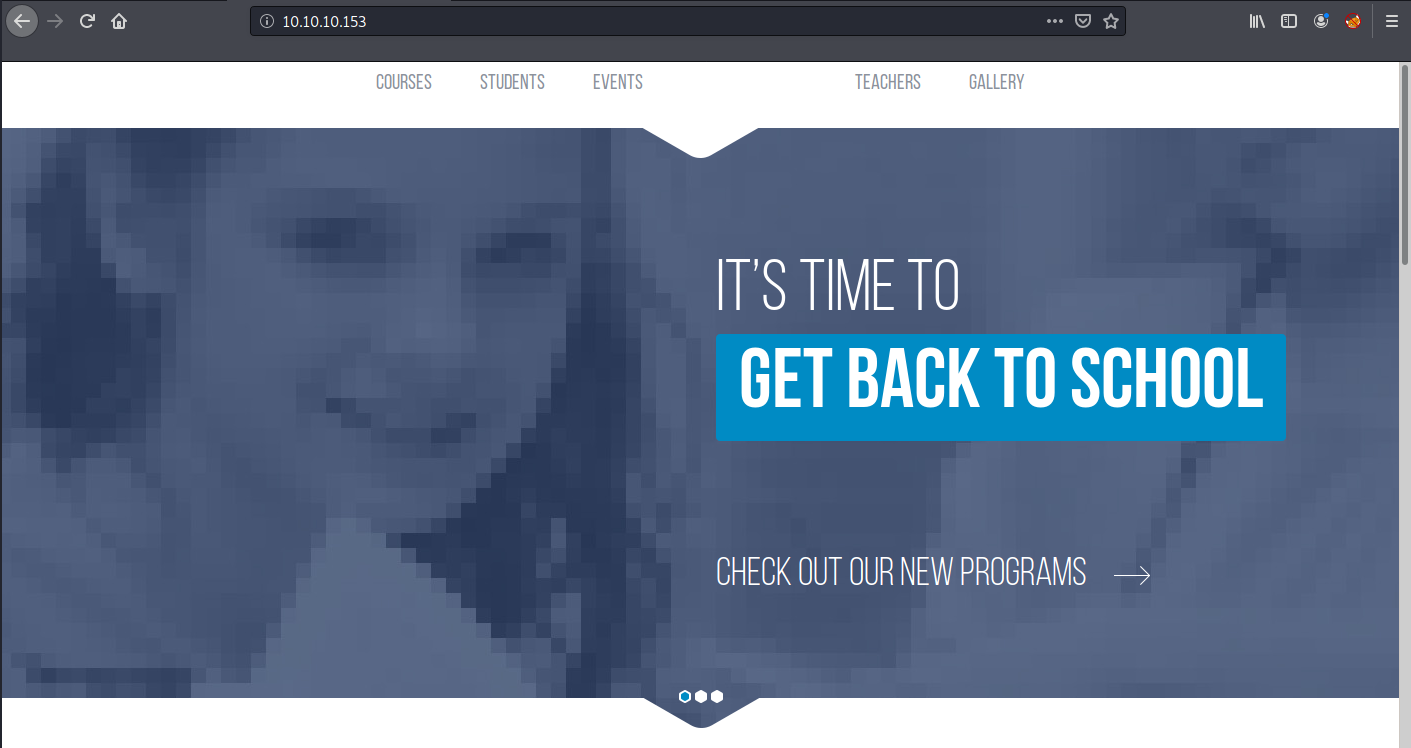 10.10.10.153
COURSES STUDENTS EVENTS TEACHERS GALLERY
IT’S TIME TO
GET BACK TO SCHOOL
CHECK OUT OUR NEW PROGRAMS